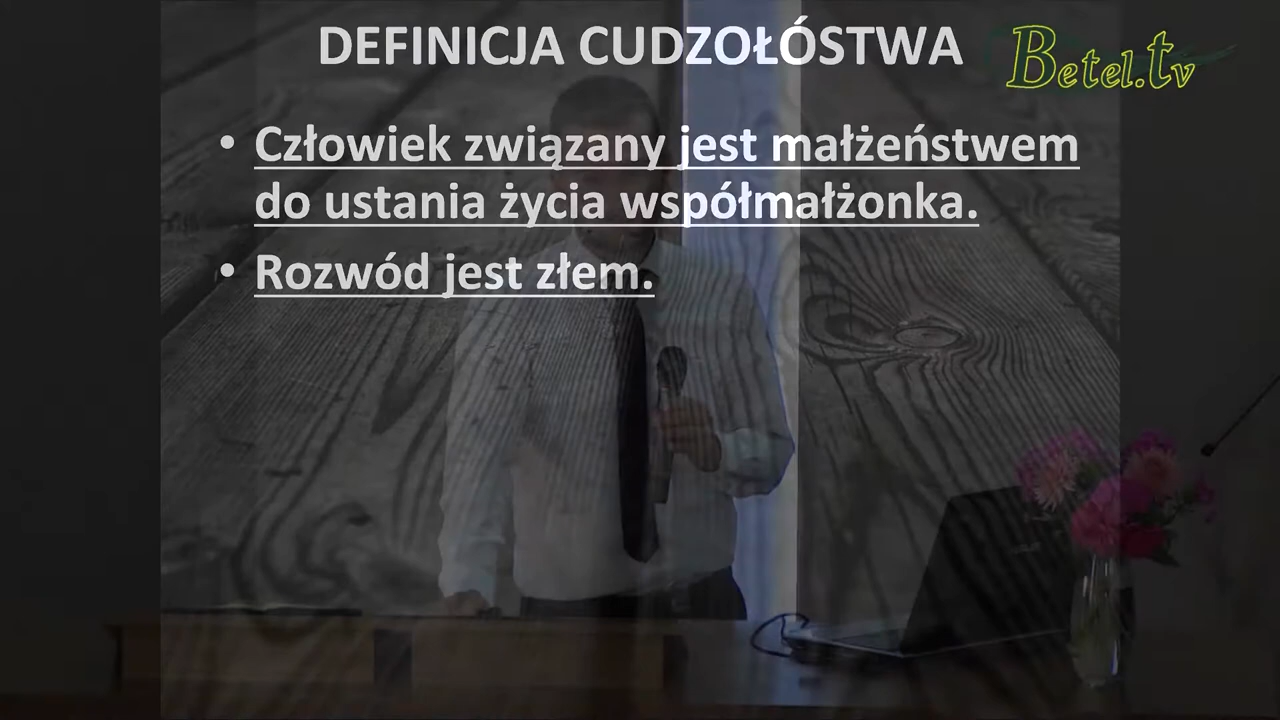 DEFINICJA CUDZOŁÓSTWA
Betel.tv
• Człowiek związany jest małżeństwem
do ustania życia współmałżonka.
• Rozwód jest złem.